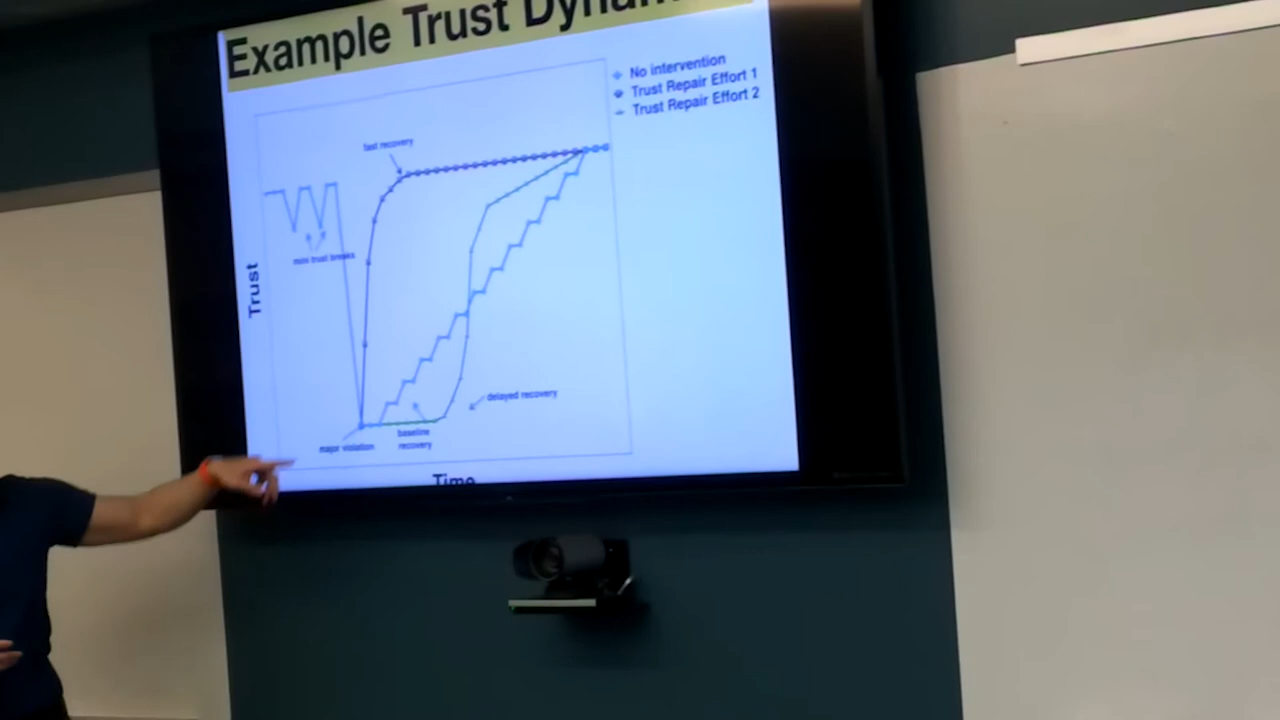 Example Trust Dynam
No intervention
Trust Repair Effort 1
Trust Repair Effort 2
fast recovery
mini trust breaks
Trust
delayed recovery
major violation
baseline
recovery
Time